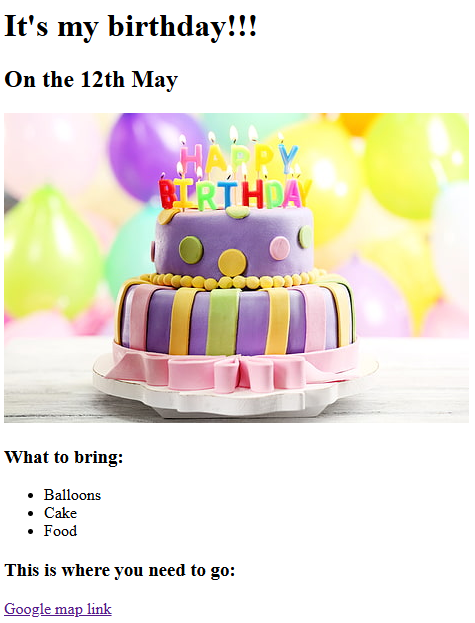 It's my birthday!!!
On the 12th May
HAPPY
BIRTHDAY
What to bring:
Balloons
Cake
Food
This is where you need to go:
Google map link